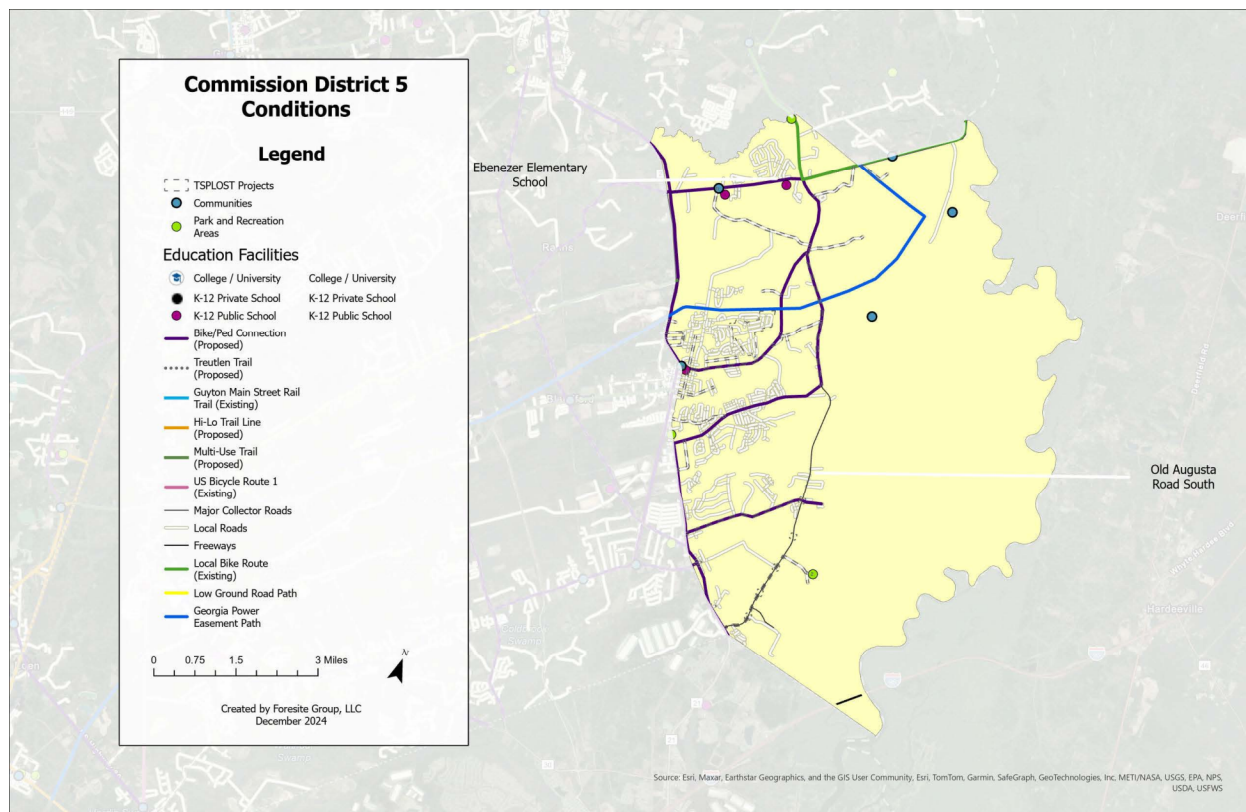 Commission District 5
Conditions
Legend
TSPLOST Projects
Communities
Park and Recreation
Areas
Education Facilities
College / University College / University
K-12 Private School K-12 Private School
K-12 Public School K-12 Public School
Bike/Ped Connection
(Proposed)
Treutlen Trail
(Proposed)
Guyton Main Street Rail
Trail (Existing)
Hi-Lo Trail Line
(Proposed)
Multi-Use Trail
(Proposed)
US Bicycle Route 1
(Existing)
Major Collector Roads
Local Roads
Freeways
Local Bike Route
(Existing)
Low Ground Road Path
Georgia Power
Easement Path
0 0.75 1.5 3 Miles
N
Created by Foresite Group, LLC
December 2024
Ebenezer Elementary
School
Old Augusta
Road South
Hardeeville
Source: Esri, Maxar, Earthstar Geographics, and the GIS User Community, Esri, TomTom, Garmin, SafeGraph, GeoTechnologies, Inc, METI/NASA, USGS, EPA, NPS,
USDA, USFWS